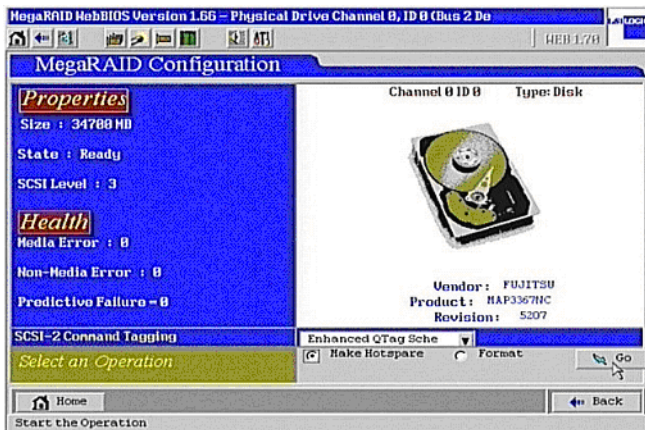 MegaRAID WebBIOS Version 1.66 - Physical Drive Channel 0, ID 0 (Bus 2 De
LSI LOGIC
WEB 1.70
MegaRAID Configuration
Properties
Size : 34700 MB
State : Ready
SCSI Level : 3
Health
Media Error : 0
Non-Media Error : 0
Predictive Failure = 0
Channel 0 ID 0 Type: Disk
Vendor: FUJITSU
Product: MAP3367NC
Revision: 5207
SCSI-2 Command Tagging
Enhanced QTag Sche
Select an Operation
Make Hotspare Format
Go
Home
Back
Start the Operation